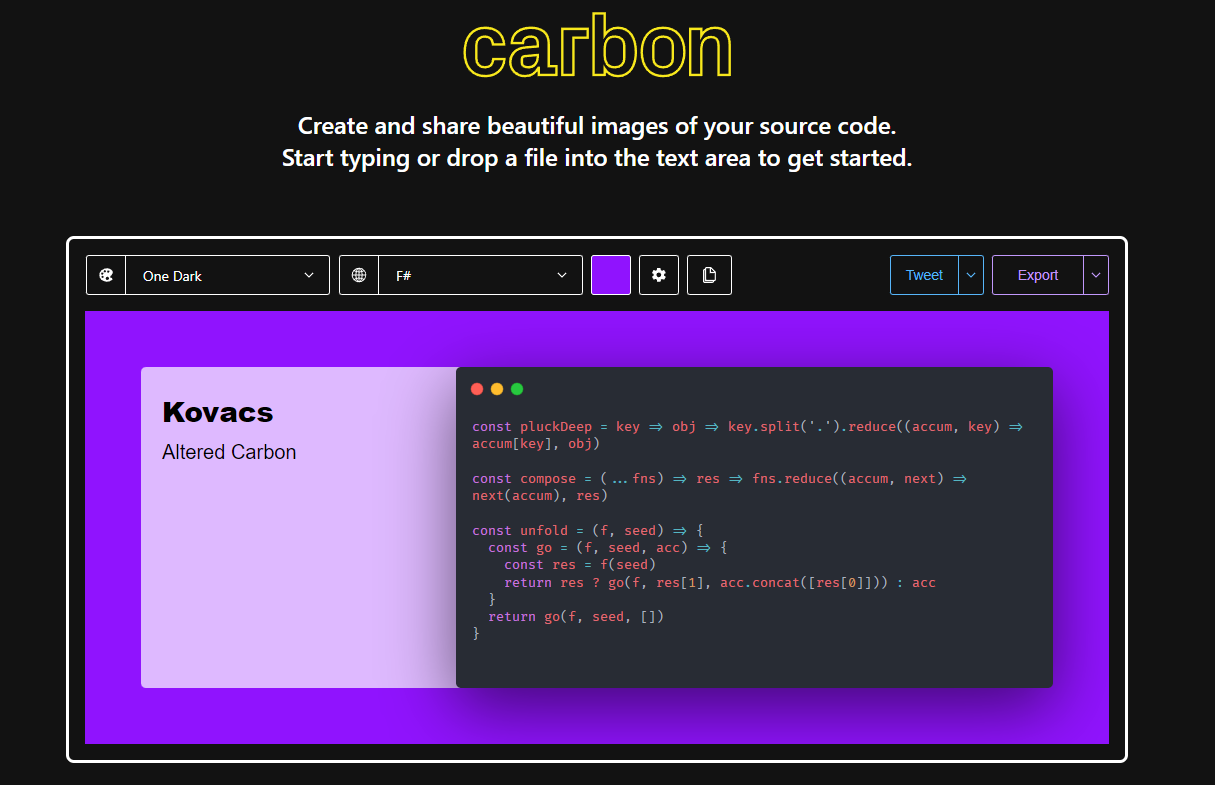 carbon
Create and share beautiful images of your source code.
Start typing or drop a file into the text area to get started.
One Dark
F#
Tweet
Export
Kovacs
Altered Carbon
const pluckDeep = key => obj => key.split('.').reduce((accum, key) =>
accum[key], obj)
const compose = (...fns) => res => fns.reduce((accum, next) =>
next(accum), res)
const unfold = (f, seed) => {
  const go = (f, seed, acc) => {
    const res = f(seed)
    return res ? go(f, res[1], acc.concat([res[0]])) : acc
  }
  return go(f, seed, [])
}